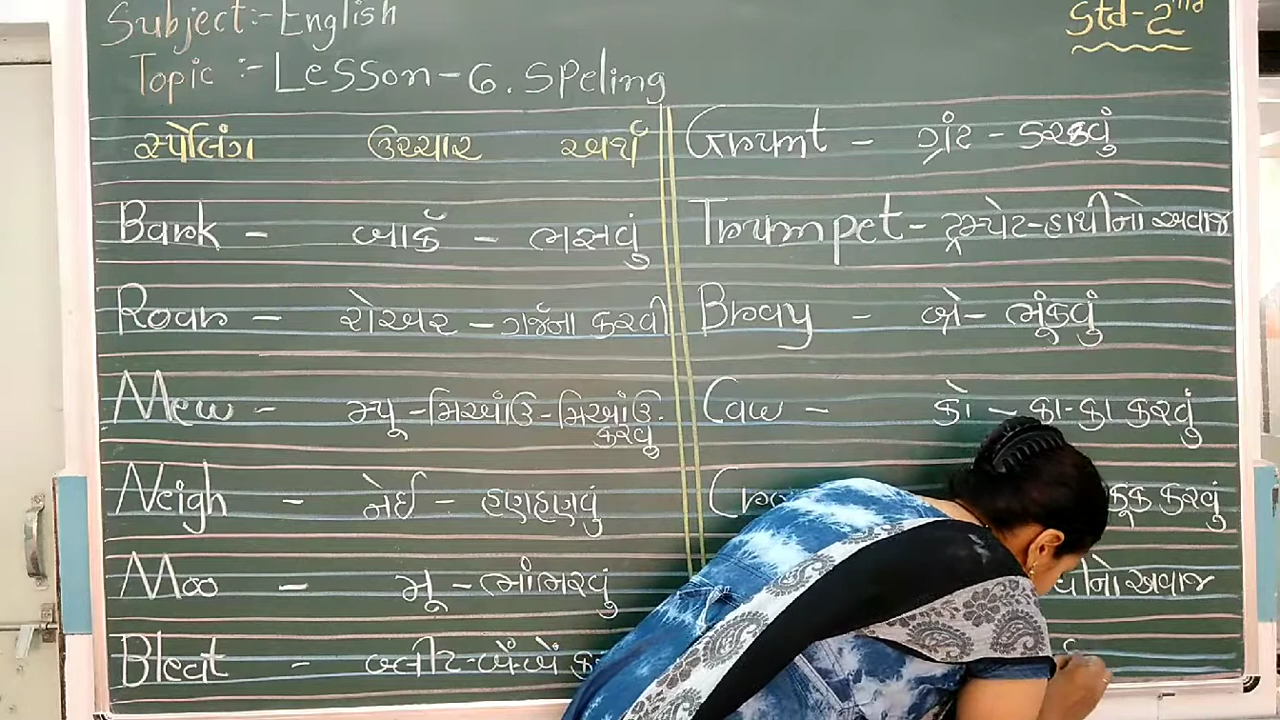 Subject:- English
Std-2nd
Topic :- Lesson-6. Speling
સ્પેલિંગ ઉચ્ચાર અર્થ
Bark - બાર્ક - ભસવું
Roar - રોઅર - ગર્જના કરવી
Mew - મ્યૂ - મિઆંઉ-મિઆંઉ કરવું
Neigh - નેઈ - હણહણવું
Moo - મૂ - ભાંભરવું
Bleat - બ્લીટ-બેં-બેં
Grunt - ગ્રંટ -
Trumpet - ટ્રમ્પેટ-હાથીનો અવાજ
Bray - બ્રે - ભૂંકવું
Caw - કો - કા-કા કરવું
કૂક કરવું
અવાજ